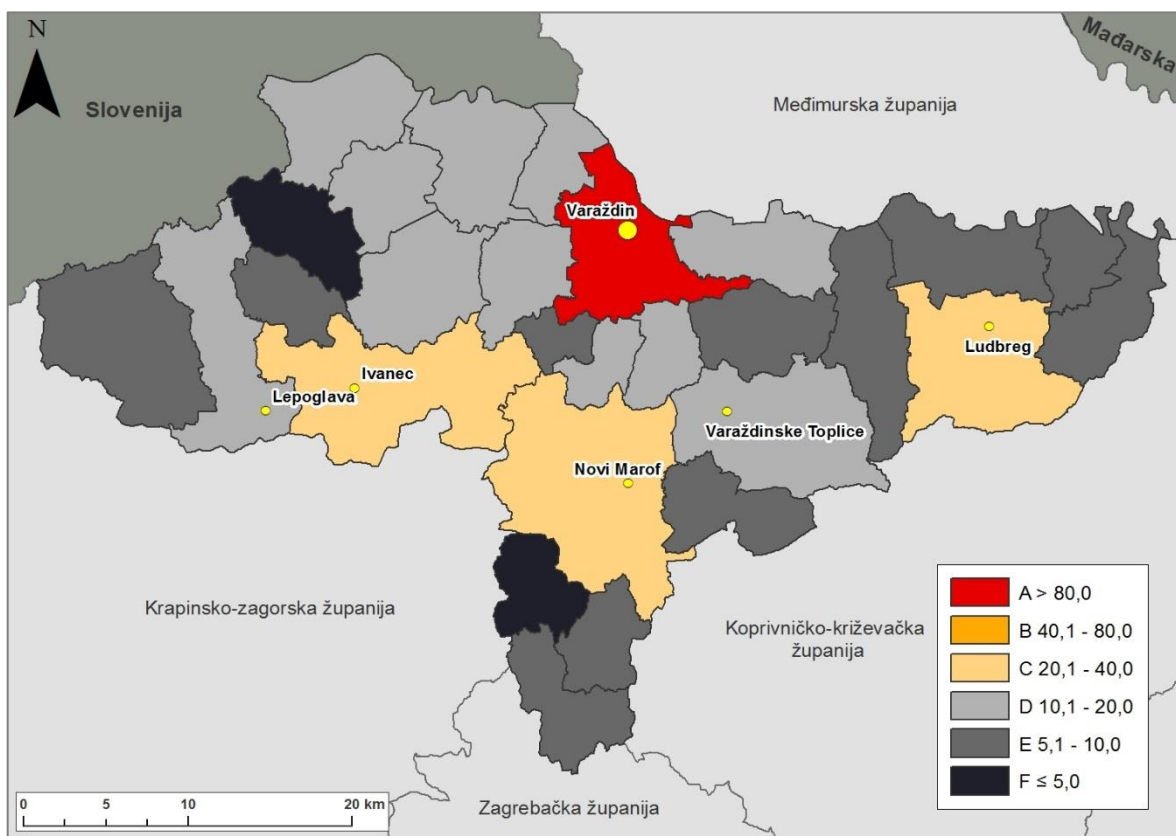 N
Slovenija
Mađarska
Međimurska županija
Varaždin
Ludbreg
Ivanec
Lepoglava
Varaždinske Toplice
Novi Marof
Krapinsko-zagorska županija
Koprivničko-križevačka
županija
Zagrebačka županija
A > 80,0
B 40,1 - 80,0
C 20,1 - 40,0
D 10,1 - 20,0
E 5,1 - 10,0
F ≤ 5,0
0 5 10 20 km